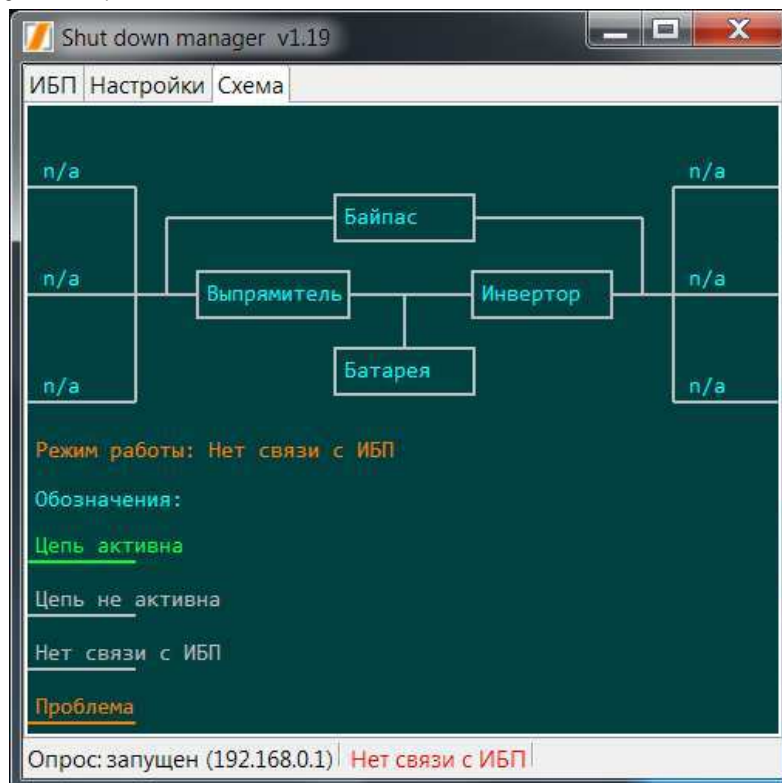 Shut down manager v1.19
ИБП Настройки Схема
n/a n/a
Байпас
n/a Выпрямитель Инвертор n/a
Батарея
n/a n/a
Режим работы: Нет связи с ИБП
Обозначения:
Цепь активна
Цепь не активна
Нет связи с ИБП
Проблема
Опрос: запущен (192.168.0.1) Нет связи с ИБП